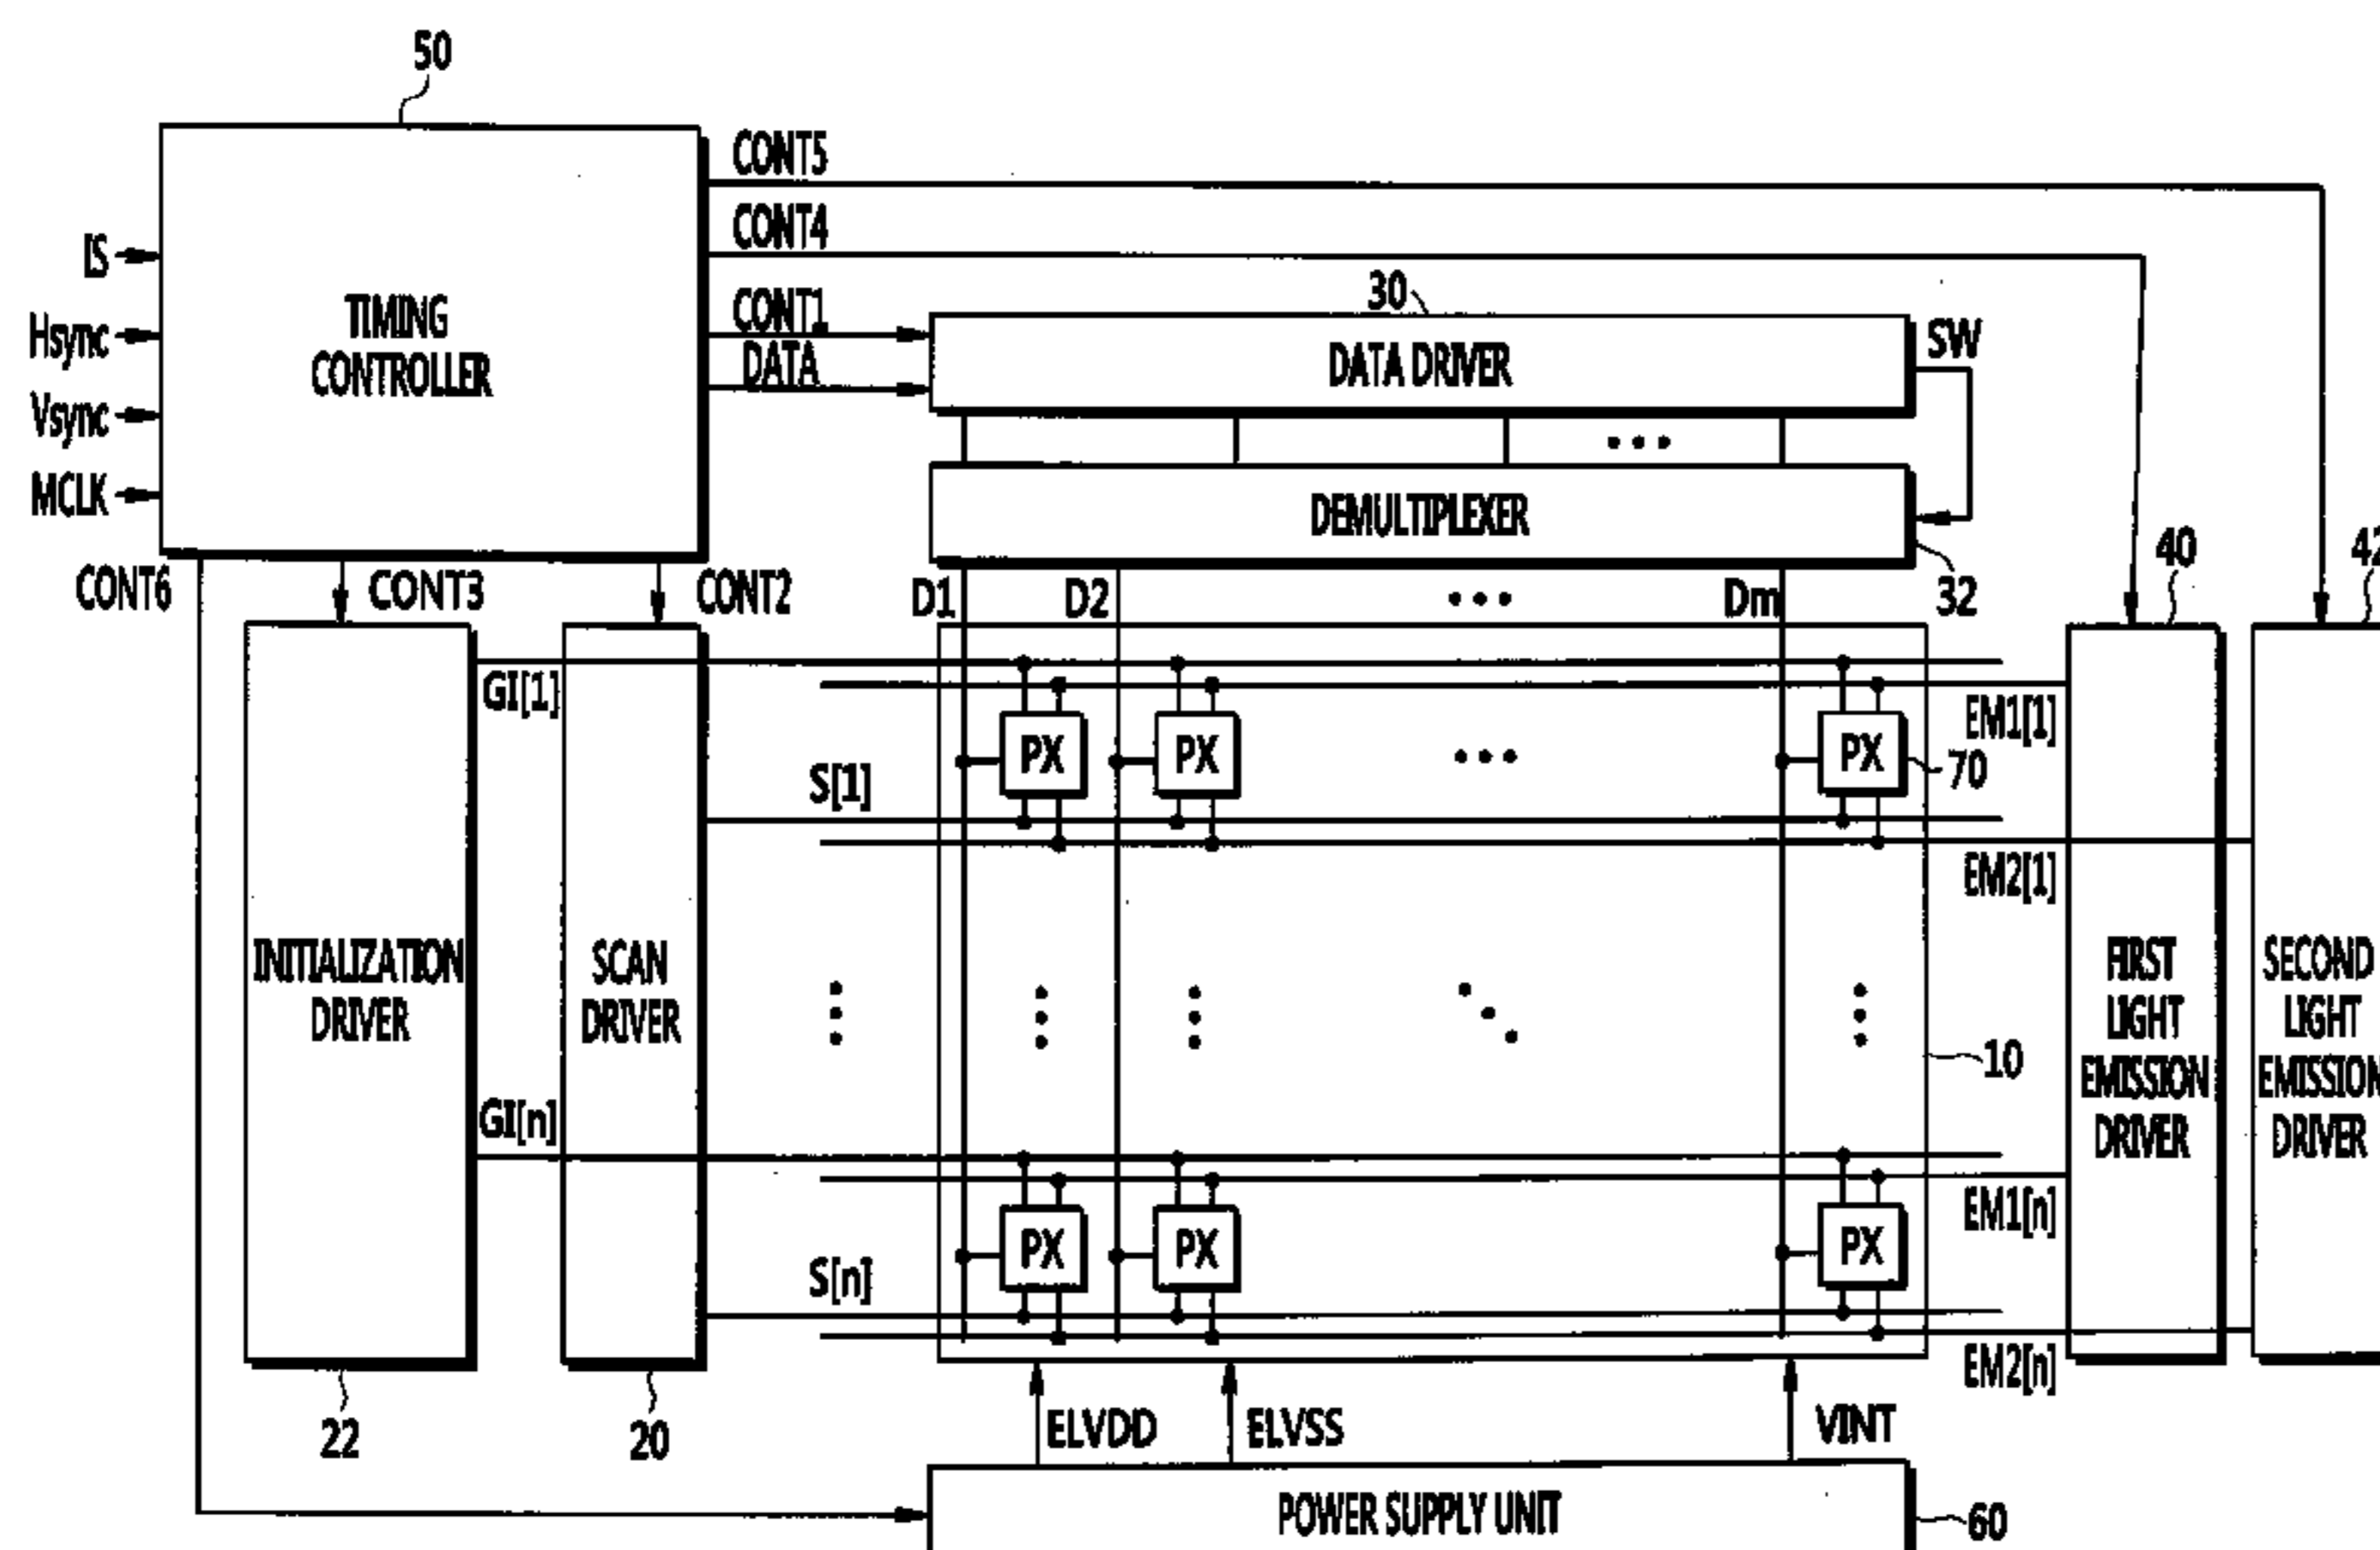 50
CONT5
CONT4
IS
Hsync
Vsync
MCLK
TIMING
CONTROLLER
CONT1
DATA
30
DATA DRIVER
SW
DEMULTIPLEXER
32
40
42
CONT6
CONT3
CONT2
D1
D2
Dm
GI[1]
EM1[1]
PX
PX
PX
70
S[1]
EM2[1]
INITIALIZATION
DRIVER
SCAN
DRIVER
FIRST
LIGHT
EMISSION
DRIVER
SECOND
LIGHT
EMISSION
DRIVER
10
GI[n]
EM1[n]
PX
PX
PX
S[n]
EM2[n]
22
20
ELVDD
ELVSS
VINT
POWER SUPPLY UNIT
60